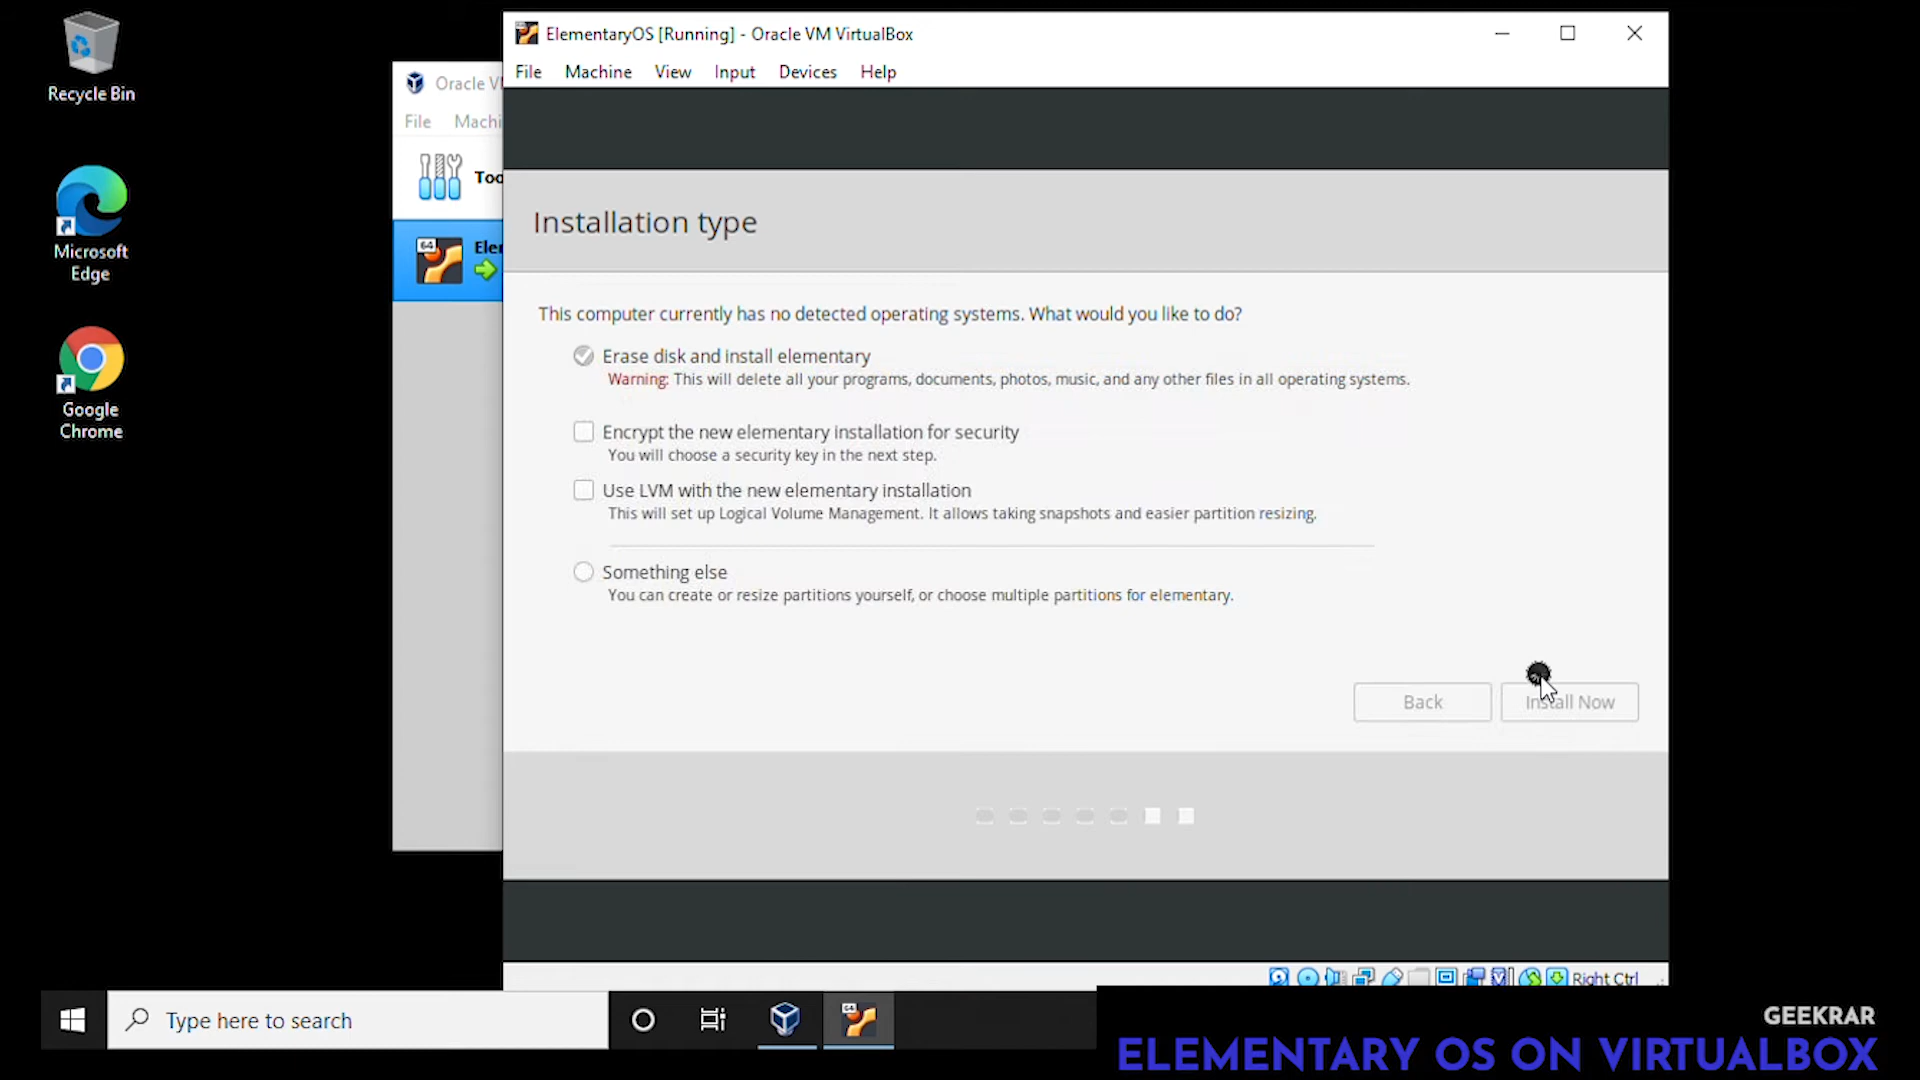 Recycle Bin
Microsoft
Edge
Google
Chrome
Oracle V
File Machi
Too
64
Ele
ElementaryOS [Running] - Oracle VM VirtualBox
File Machine View Input Devices Help
Installation type
This computer currently has no detected operating systems. What would you like to do?
Erase disk and install elementary
Warning: This will delete all your programs, documents, photos, music, and any other files in all operating systems.
Encrypt the new elementary installation for security
You will choose a security key in the next step.
Use LVM with the new elementary installation
This will set up Logical Volume Management. It allows taking snapshots and easier partition resizing.
Something else
You can create or resize partitions yourself, or choose multiple partitions for elementary.
Back Install Now
Right Ctrl
Type here to search
64
GEEKRAR
ELEMENTARY OS ON VIRTUALBOX